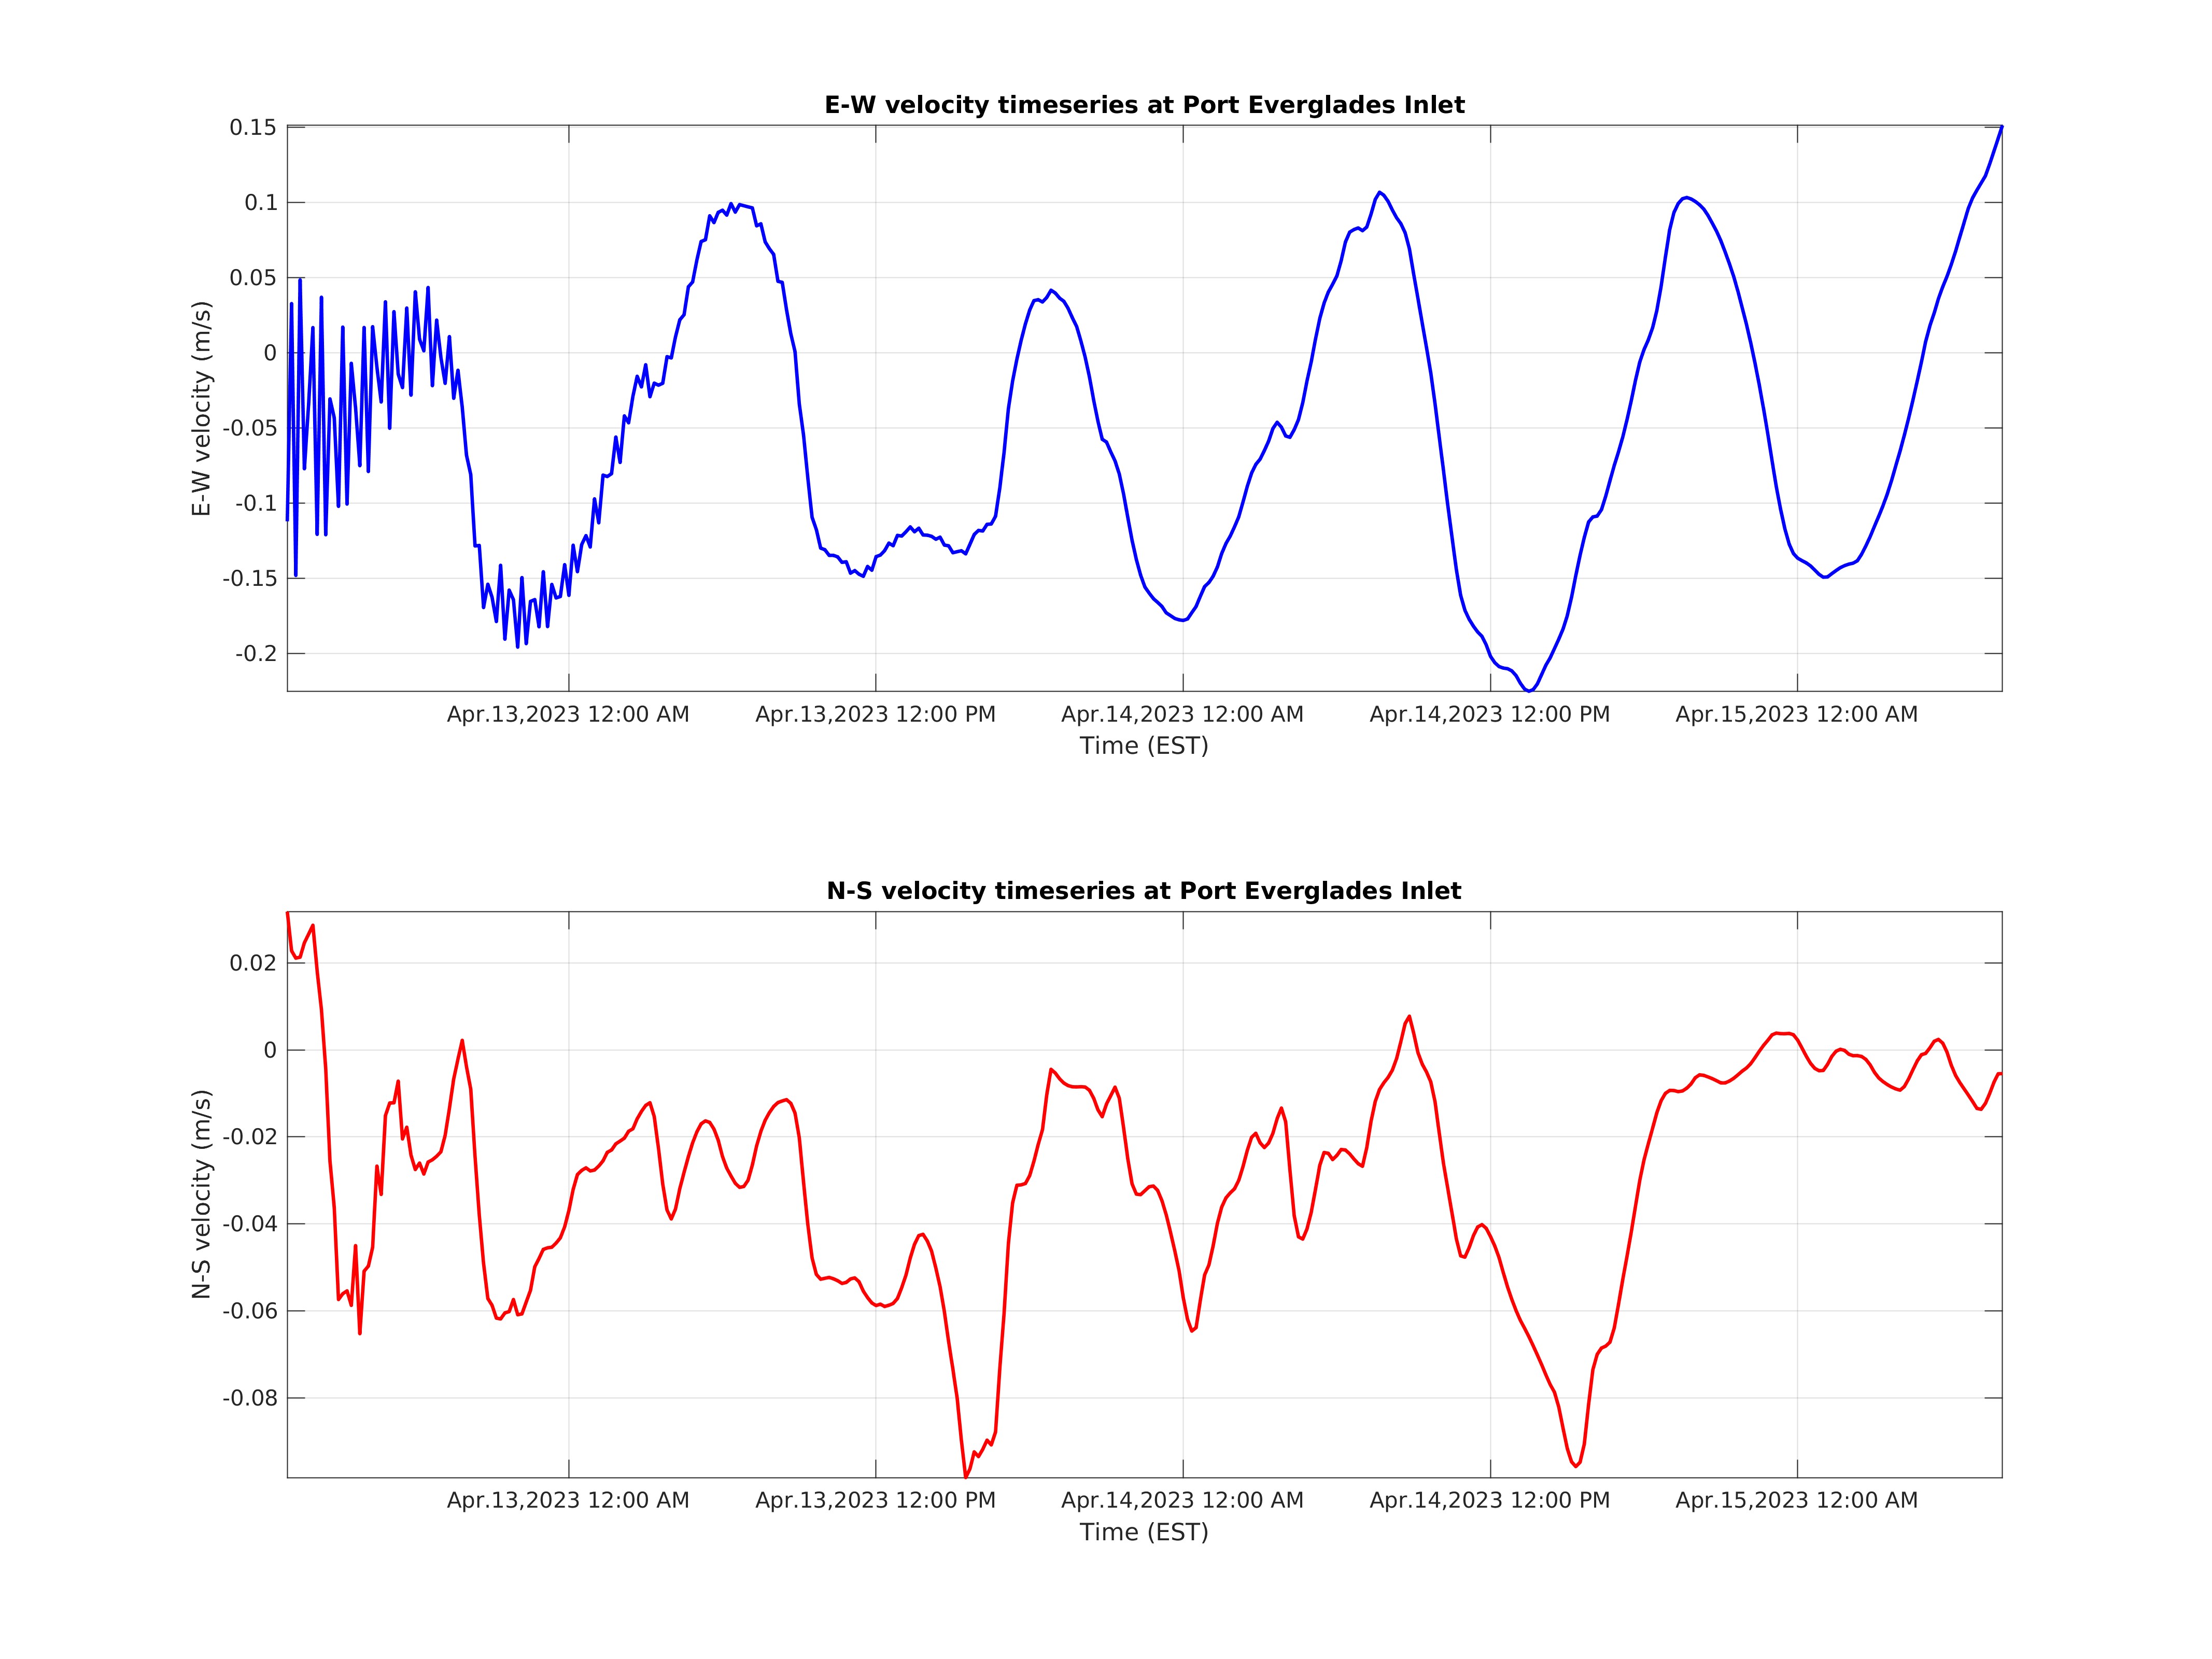 E-W velocity timeseries at Port Everglades Inlet
0.15
0.1
0.05
0
-0.05
-0.1
-0.15
-0.2
E-W velocity (m/s)
Apr.13,2023 12:00 AM Apr.13,2023 12:00 PM Apr.14,2023 12:00 AM Apr.14,2023 12:00 PM Apr.15,2023 12:00 AM
Time (EST)
N-S velocity timeseries at Port Everglades Inlet
0.02
0
-0.02
-0.04
-0.06
-0.08
N-S velocity (m/s)
Apr.13,2023 12:00 AM Apr.13,2023 12:00 PM Apr.14,2023 12:00 AM Apr.14,2023 12:00 PM Apr.15,2023 12:00 AM
Time (EST)